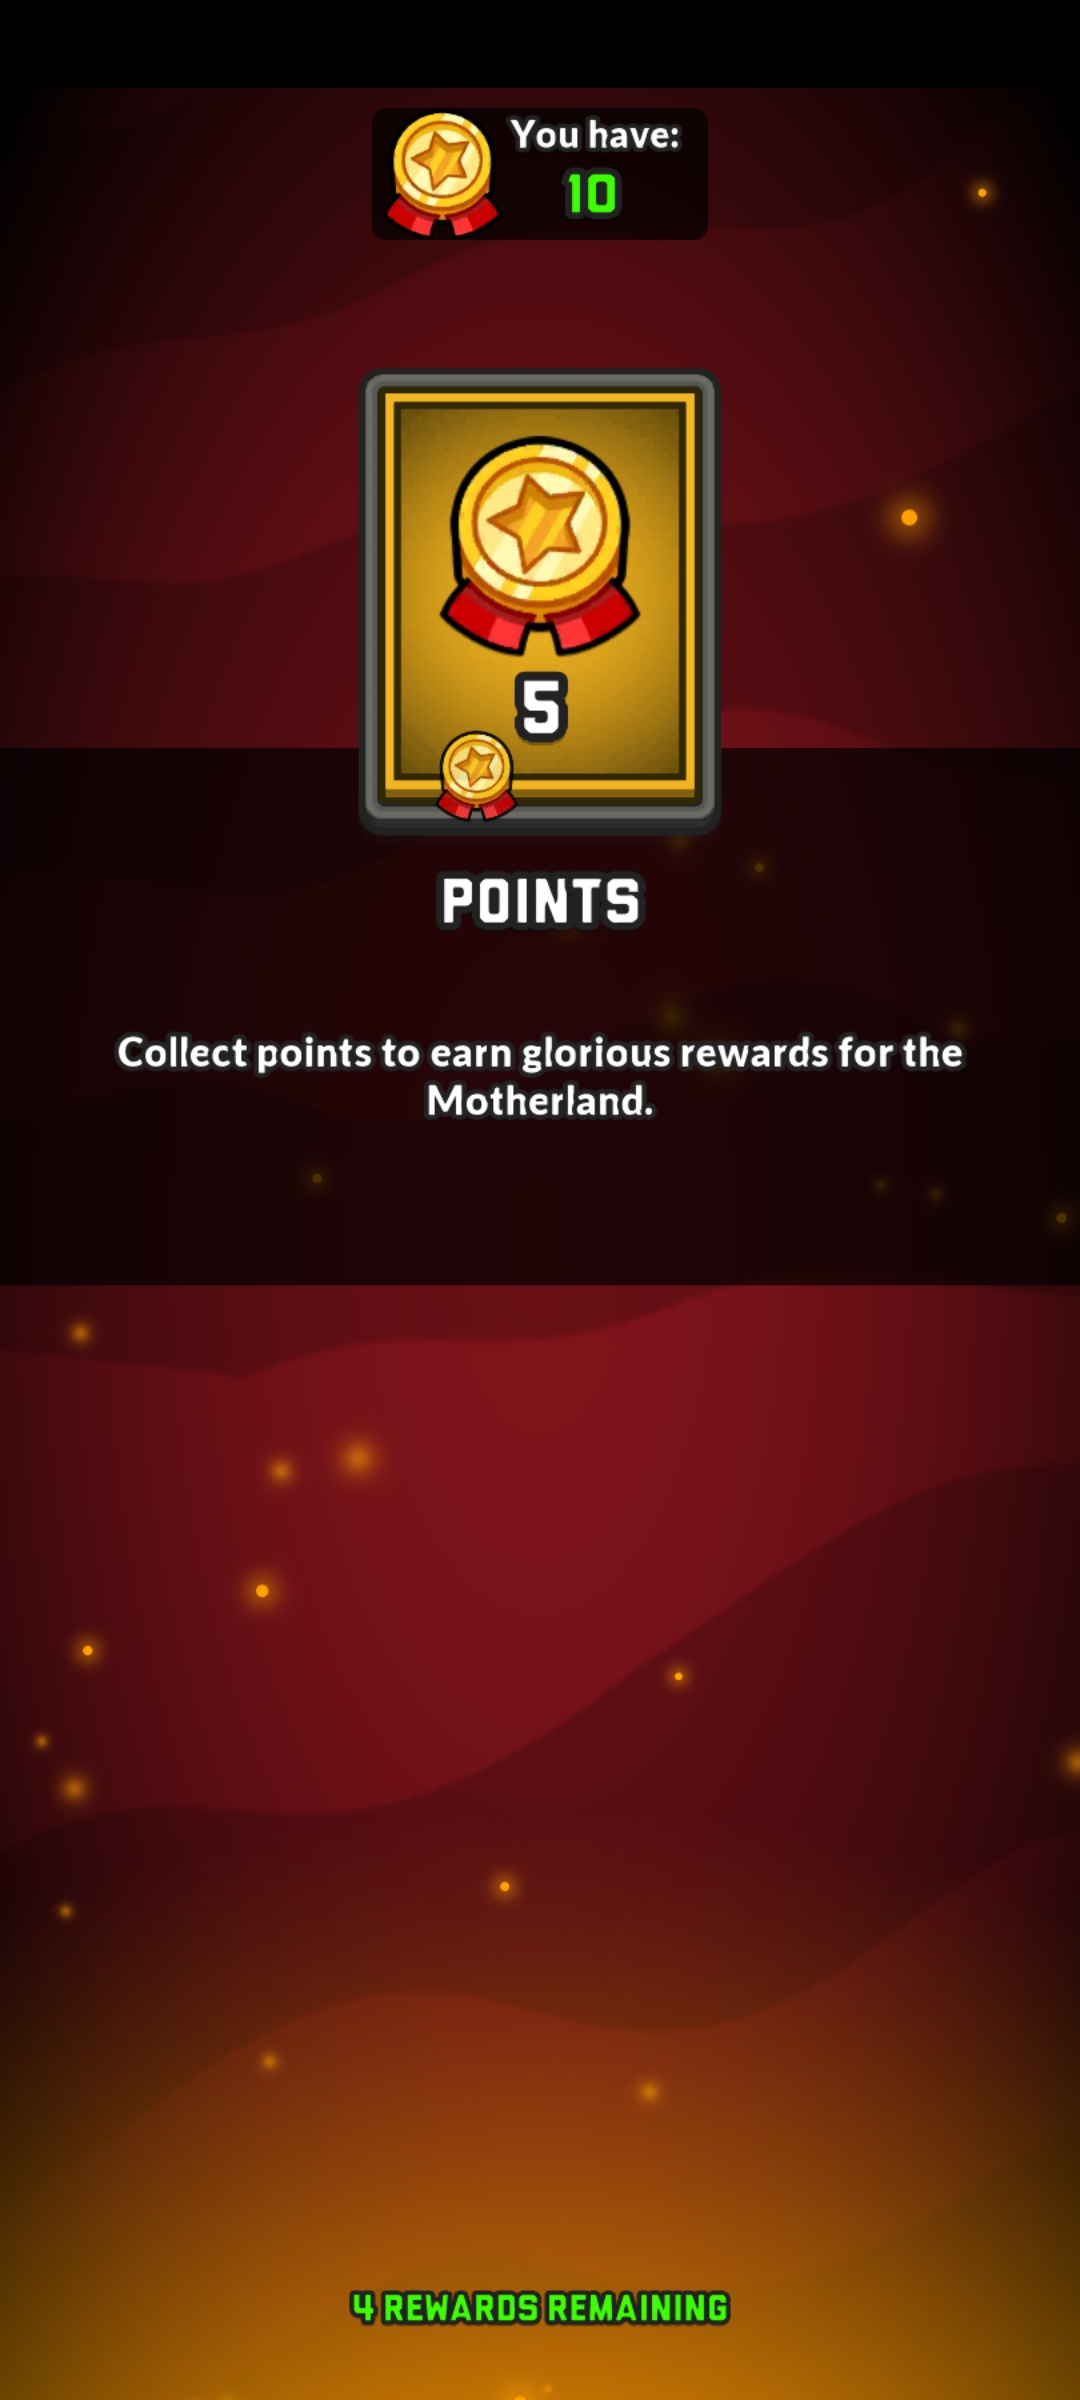 You have:
10
5
POINTS
Collect points to earn glorious rewards for the
Motherland.
4 REWARDS REMAINING